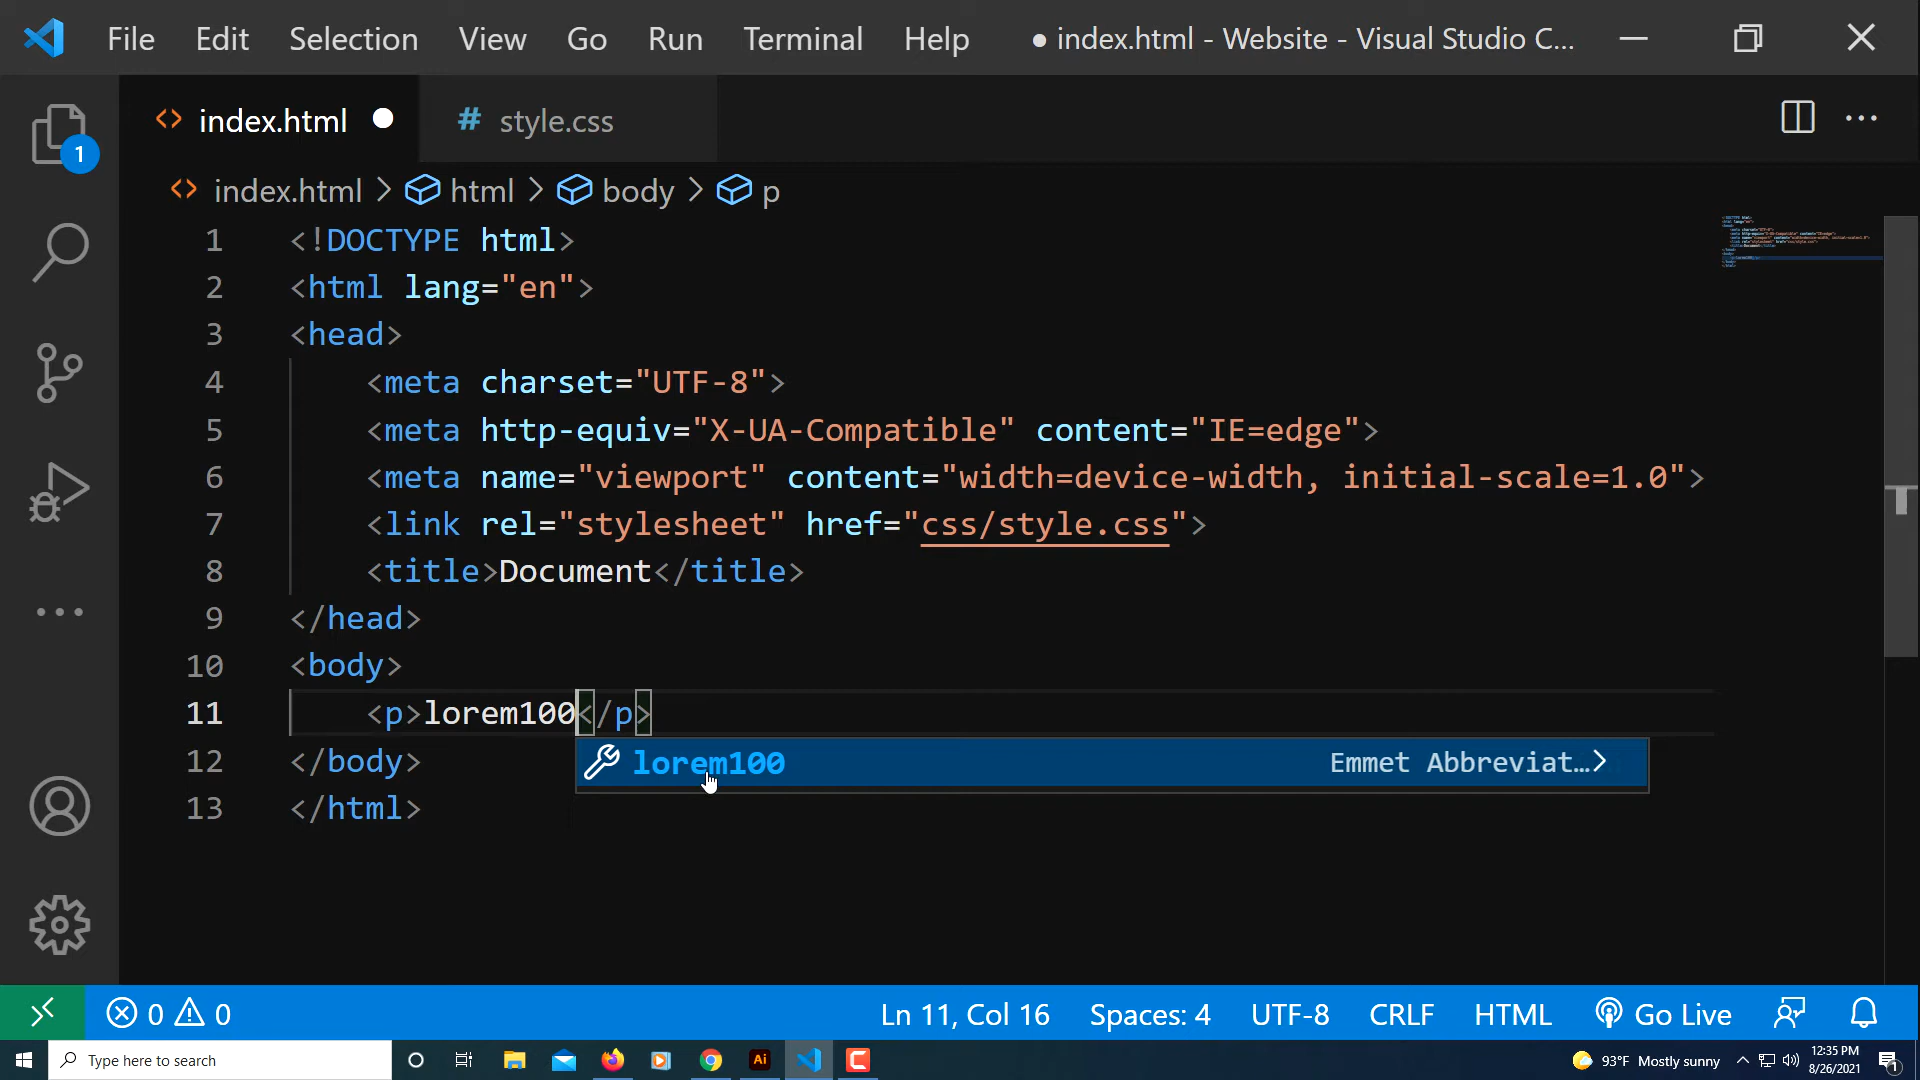 File Edit Selection View Go Run Terminal Help ● index.html - Website - Visual Studio C...
index.html ● # style.css
1
index.html > html > body > p
1 <!DOCTYPE html>
2 <html lang="en">
3 <head>
4 <meta charset="UTF-8">
5 <meta http-equiv="X-UA-Compatible" content="IE=edge">
6 <meta name="viewport" content="width=device-width, initial-scale=1.0">
7 <link rel="stylesheet" href="css/style.css">
8 <title>Document</title>
9 </head>
10 <body>
11 <p>lorem100</p>
lorem100 Emmet Abbreviat...>
12 </body>
13 </html>
0 0 Ln 11, Col 16 Spaces: 4 UTF-8 CRLF HTML Go Live
Type here to search Ai 93°F Mostly sunny 12:35 PM
8/26/2021 1